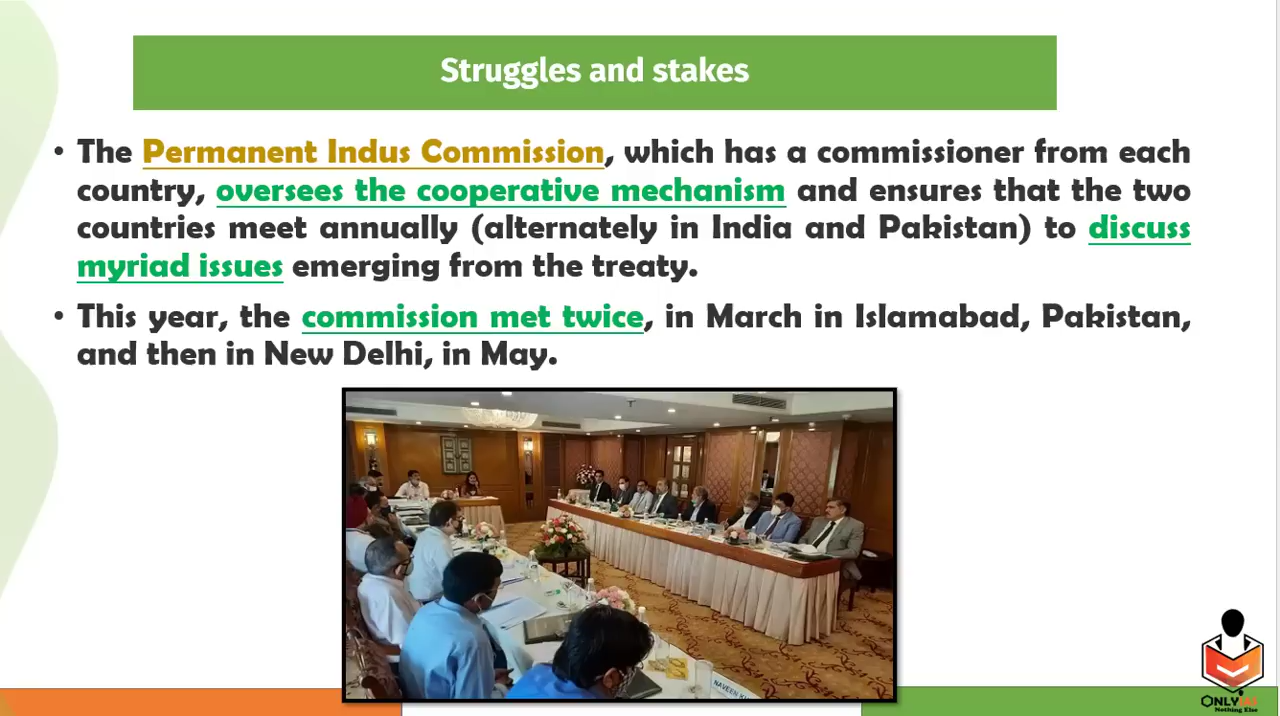 Struggles and stakes
• The Permanent Indus Commission, which has a commissioner from each
country, oversees the cooperative mechanism and ensures that the two
countries meet annually (alternately in India and Pakistan) to discuss
myriad issues emerging from the treaty.
• This year, the commission met twice, in March in Islamabad, Pakistan,
and then in New Delhi, in May.
NAVEEN
ONLY
Nothing Else